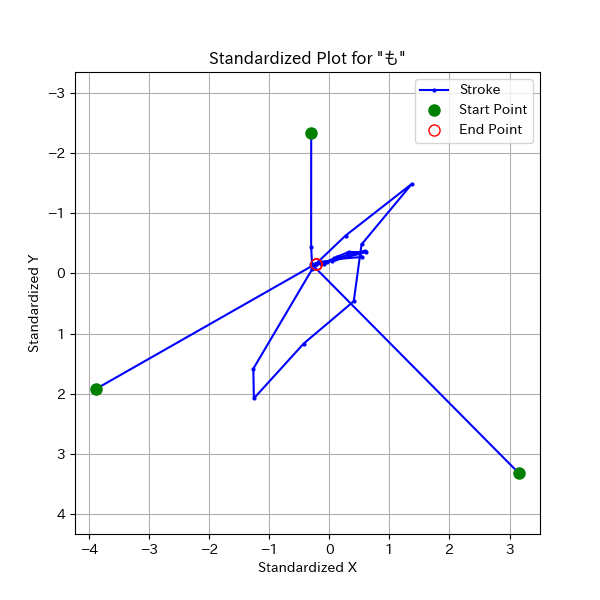 Standardized Plot for "も"
Stroke
Start Point
End Point
−3
−2
−1
0
1
2
3
4
Standardized Y
−4 −3 −2 −1 0 1 2 3
Standardized X